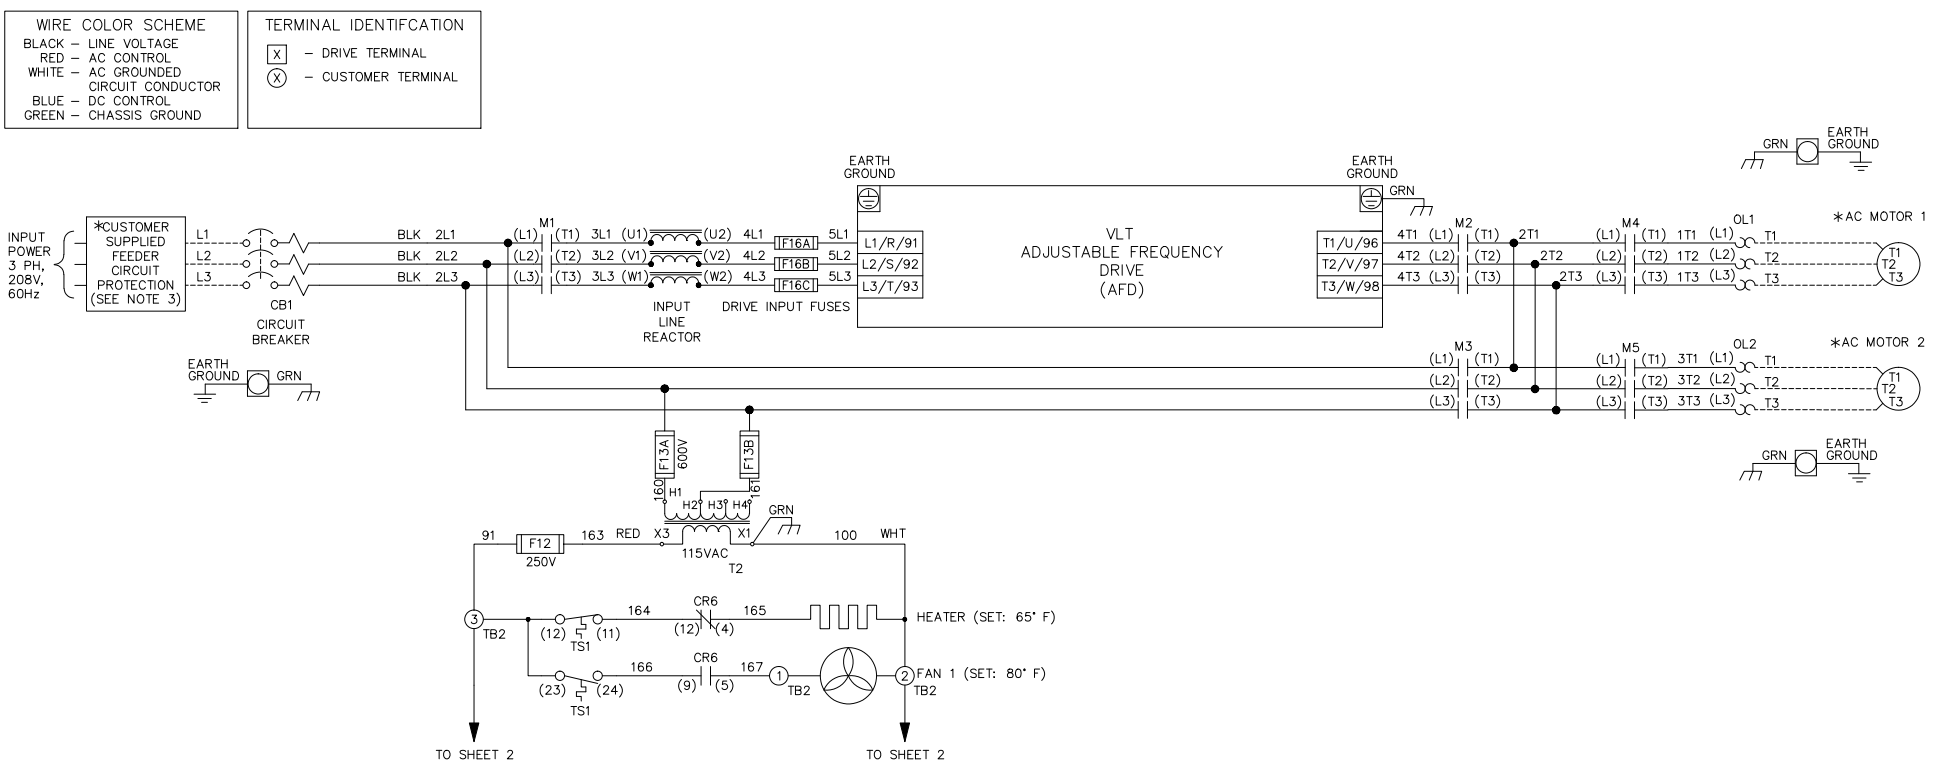 WIRE COLOR SCHEME
BLACK – LINE VOLTAGE
RED – AC CONTROL
WHITE – AC GROUNDED
CIRCUIT CONDUCTOR
BLUE – DC CONTROL
GREEN – CHASSIS GROUND
TERMINAL IDENTIFCATION
X – DRIVE TERMINAL
X – CUSTOMER TERMINAL
INPUT
POWER
3 PH,
208V,
60Hz
*CUSTOMER
SUPPLIED
FEEDER
CIRCUIT
PROTECTION
(SEE NOTE 3)
L1
L2
L3
CB1
CIRCUIT
BREAKER
EARTH
GROUND
GRN
BLK 2L1
BLK 2L2
BLK 2L3
M1
(L1) (T1) 3L1 (U1) (U2) 4L1 F16A 5L1
(L2) (T2) 3L2 (V1) (V2) 4L2 F16B 5L2
(L3) (T3) 3L3 (W1) (W2) 4L3 F16C 5L3
INPUT
LINE
REACTOR
DRIVE INPUT FUSES
EARTH
GROUND
L1/R/91
L2/S/92
L3/T/93
VLT
ADJUSTABLE FREQUENCY
DRIVE
(AFD)
EARTH
GROUND
GRN
T1/U/96
T2/V/97
T3/W/98
M2
4T1 (L1) (T1) 2T1
4T2 (L2) (T2) 2T2
4T3 (L3) (T3) 2T3
M4
OL1
(L1) (T1) 1T1 (L1) T1
(L2) (T2) 1T2 (L2) T2
(L3) (T3) 1T3 (L3) T3
GRN
EARTH
GROUND
*AC MOTOR 1
T1
T2
T3
M3
(L1) (T1)
(L2) (T2)
(L3) (T3)
M5
OL2
(L1) (T1) 3T1 (L1) T1
(L2) (T2) 3T2 (L2) T2
(L3) (T3) 3T3 (L3) T3
*AC MOTOR 2
T1
T2
T3
GRN
EARTH
GROUND
F13A
600V
F13B
160
161
H1
H2 H3 H4
GRN
91 F12 163 RED X3 X1 100 WHT
250V
115VAC
T2
3
TB2
(12) (11)
TS1
164
CR6
(12) (4)
165
HEATER (SET: 65° F)
(23) (24)
TS1
166
CR6
(9) (5)
167
1
TB2
2
TB2
FAN 1 (SET: 80° F)
TO SHEET 2
TO SHEET 2